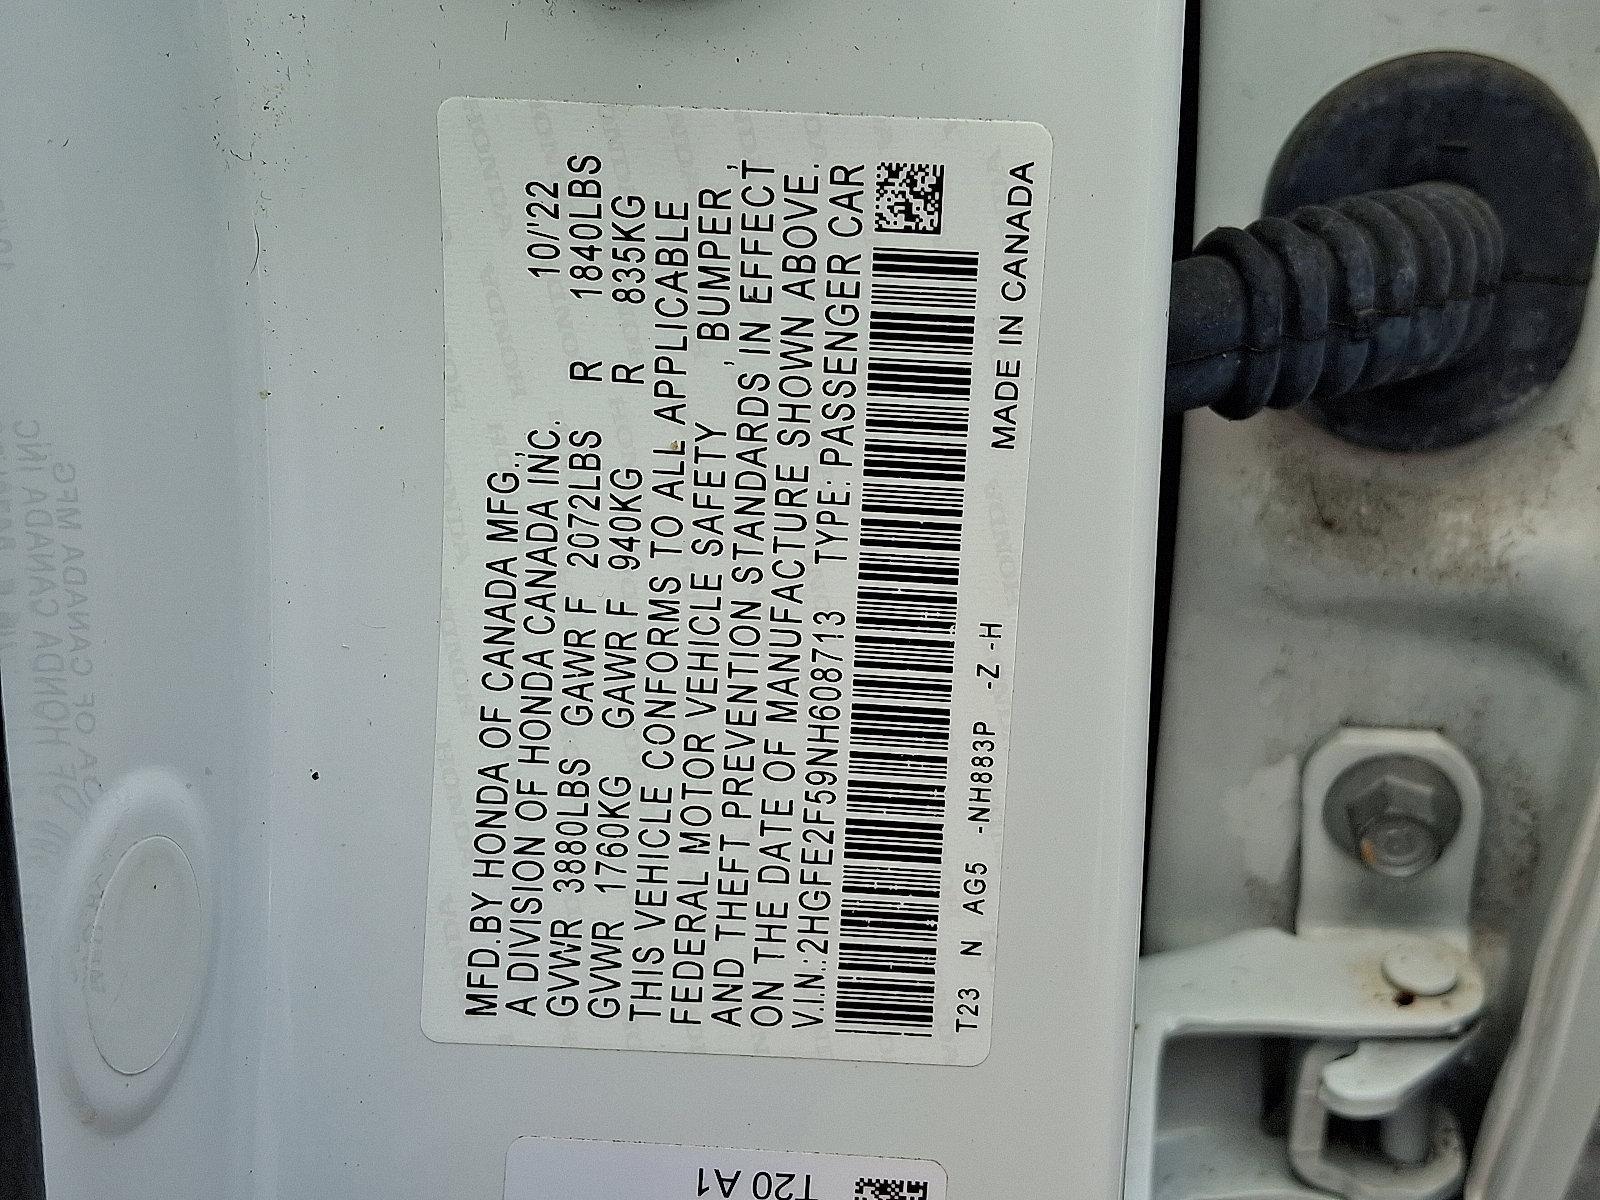 MFD.BY HONDA OF CANADA MFG.,
A DIVISION OF HONDA CANADA INC. 10/'22
GVWR 3880LBS GAWR F 2072LBS R 1840LBS
GVWR 1760KG GAWR F 940KG R 835KG
THIS VEHICLE CONFORMS TO ALL APPLICABLE
FEDERAL MOTOR VEHICLE SAFETY , BUMPER ,
AND THEFT PREVENTION STANDARDS IN EFFECT
ON THE DATE OF MANUFACTURE SHOWN ABOVE.
V.I.N.:2HGFE2F59NH608713 TYPE: PASSENGER CAR
T23 N AG5 -NH883P -Z -H
MADE IN CANADA
T20 A1